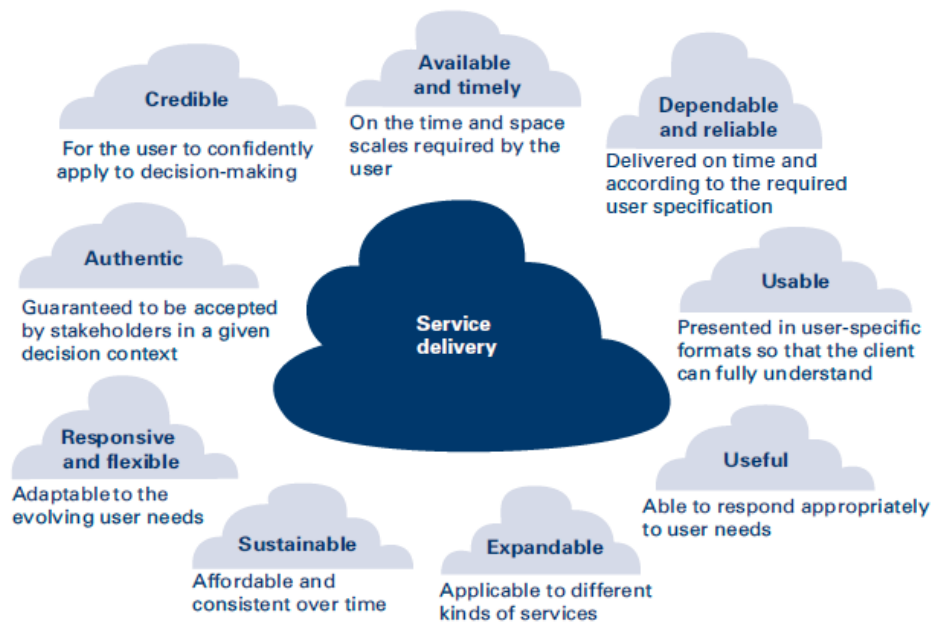 Credible
For the user to confidently
apply to decision-making
Available
and timely
On the time and space
scales required by the
user
Dependable
and reliable
Delivered on time and
according to the required
user specification
Authentic
Guaranteed to be accepted
by stakeholders in a given
decision context
Service
delivery
Usable
Presented in user-specific
formats so that the client
can fully understand
Responsive
and flexible
Adaptable to the
evolving user needs
Useful
Able to respond appropriately
to user needs
Sustainable
Affordable and
consistent over time
Expandable
Applicable to different
kinds of services